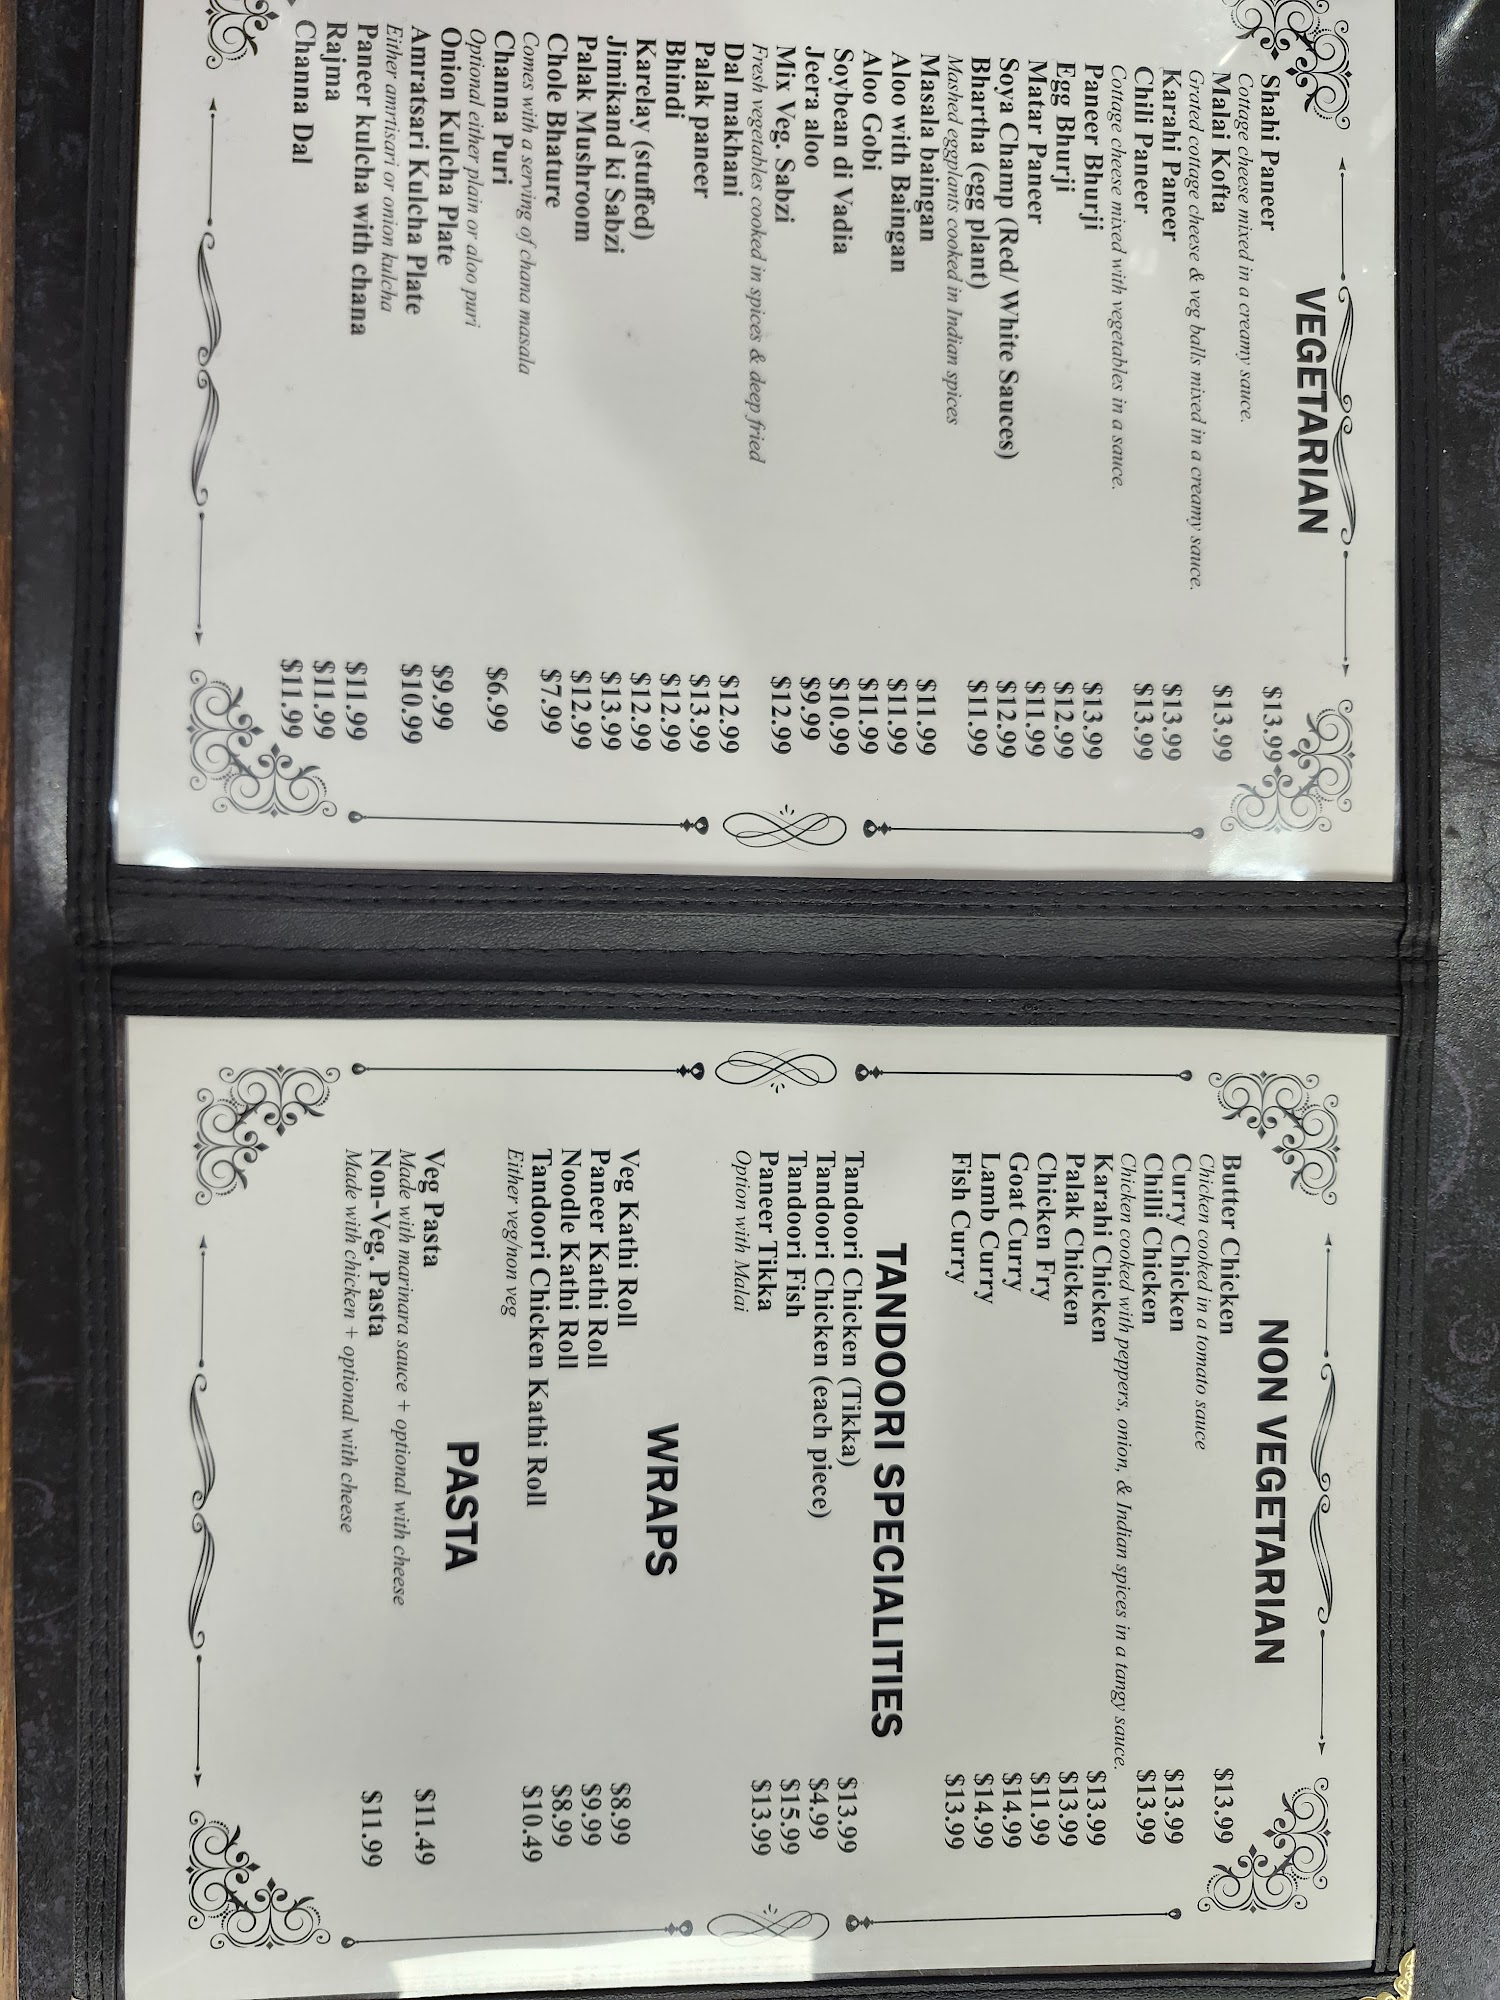 VEGETARIAN
Shahi Paneer $13.99
Cottage cheese mixed in a creamy sauce.
Malai Kofta $13.99
Grated cottage cheese & veg balls mixed in a creamy sauce.
Karahi Paneer $13.99
Chili Paneer $13.99
Cottage cheese mixed with vegetables in a sauce.
Paneer Bhurji $13.99
Egg Bhurji $12.99
Matar Paneer $11.99
Soya Champ (Red/ White Sauces) $12.99
Bhartha (egg plant) $11.99
Mashed eggplants cooked in Indian spices
Masala baingan $11.99
Aloo with Baingan $11.99
Aloo Gobi $11.99
Soybean di Vadia $10.99
Jeera aloo $9.99
Mix Veg. Sabzi $12.99
Fresh vegetables cooked in spices & deep fried
Dal makhani $12.99
Palak paneer $13.99
Bhindi $12.99
Karelay (stuffed) $12.99
Jimikand ki Sabzi $13.99
Palak Mushroom $12.99
Chole Bhature $7.99
Comes with a serving of chana masala
Channa Puri $6.99
Optional either plain or aloo puri
Onion Kulcha Plate $9.99
Amratsari Kulcha Plate $10.99
Either amrtisari or onion kulcha
Paneer kulcha with chana $11.99
Rajma $11.99
Channa Dal $11.99
NON VEGETARIAN
Butter Chicken $13.99
Chicken cooked in a tomato sauce
Curry Chicken $13.99
Chilli Chicken $13.99
Chicken cooked with peppers, onion, & Indian spices in a tangy sauce.
Karahi Chicken $13.99
Palak Chicken $13.99
Chicken Fry $11.99
Goat Curry $14.99
Lamb Curry $14.99
Fish Curry $13.99
TANDOORI SPECIALITIES
Tandoori Chicken (Tikka) $13.99
Tandoori Chicken (each piece) $4.99
Tandoori Fish $15.99
Paneer Tikka $13.99
Option with Malai
WRAPS
Veg Kathi Roll $8.99
Paneer Kathi Roll $9.99
Noodle Kathi Roll $8.99
Tandoori Chicken Kathi Roll $10.49
Either veg/non veg
PASTA
Veg Pasta $11.49
Made with marinara sauce + optional with cheese
Non-Veg. Pasta $11.99
Made with chicken + optional with cheese